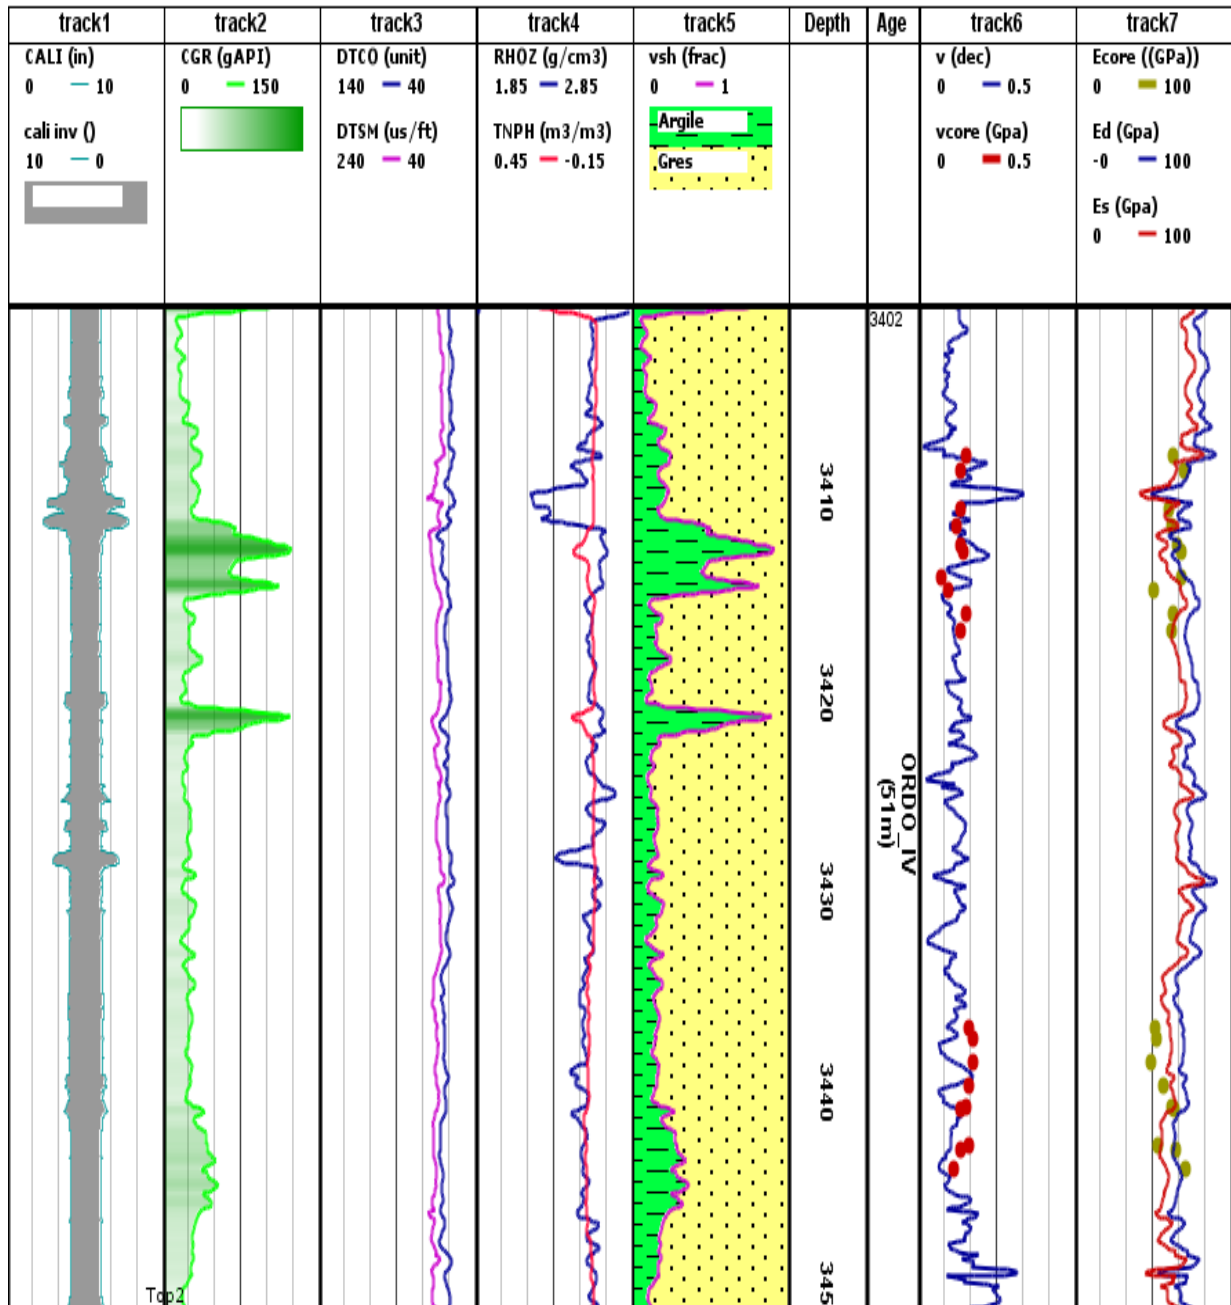 track1 track2 track3 track4 track5 Depth Age track6 track7
CALI (in) CGR (gAPI) DTCO (unit) RHOZ (g/cm3) vsh (frac) v (dec) Ecore ((GPa))
0 10 0 150 140 40 1.85 2.85 0 1 0 0.5 0 100
cali inv () DTSM (us/ft) TNPH (m3/m3) Argile vcore (Gpa) Ed (Gpa)
10 0 240 40 0.45 -0.15 Gres 0 0.5 -0 100
Es (Gpa)
0 100
3402
3410
3420
ORDO_IV
(51m)
3430
3440
345
Top2